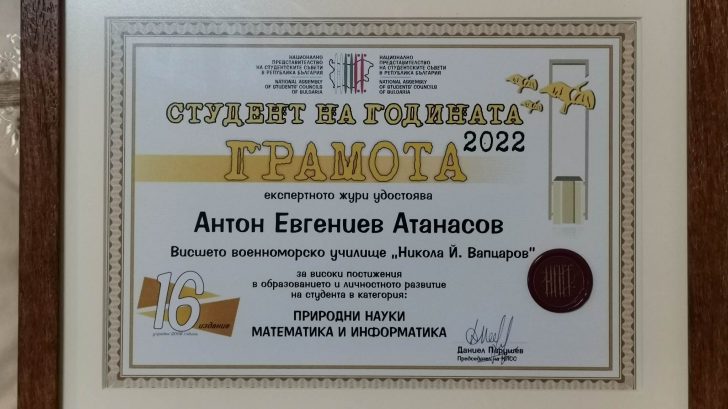 НАЦИОНАЛНО
ПРЕДСТАВИТЕЛСТВО
НА СТУДЕНТСКИТЕ СЪВЕТИ
В РЕПУБЛИКА БЪЛГАРИЯ
NATIONAL ASSEMBLY
OF STUDENTS' COUNCILS
OF BULGARIA
НАЦИОНАЛНО
ПРЕДСТАВИТЕЛСТВО
НА СТУДЕНТСКИТЕ СЪВЕТИ
В РЕПУБЛИКА БЪЛГАРИЯ
NATIONAL ASSEMBLY
OF STUDENTS' COUNCILS
OF BULGARIA
СТУДЕНТ НА ГОДИНАТА
2022
ГРАМОТА
експертното жури удостоява
Антон Евгениев Атанасов
Висшето военноморско училище „Никола Й. Вапцаров"
за високи постижения
в образованието и личностното развитие
на студента в категория:
ПРИРОДНИ НАУКИ
МАТЕМАТИКА И ИНФОРМАТИКА
16
издание
Даниел Парушев
Председател на НПСС